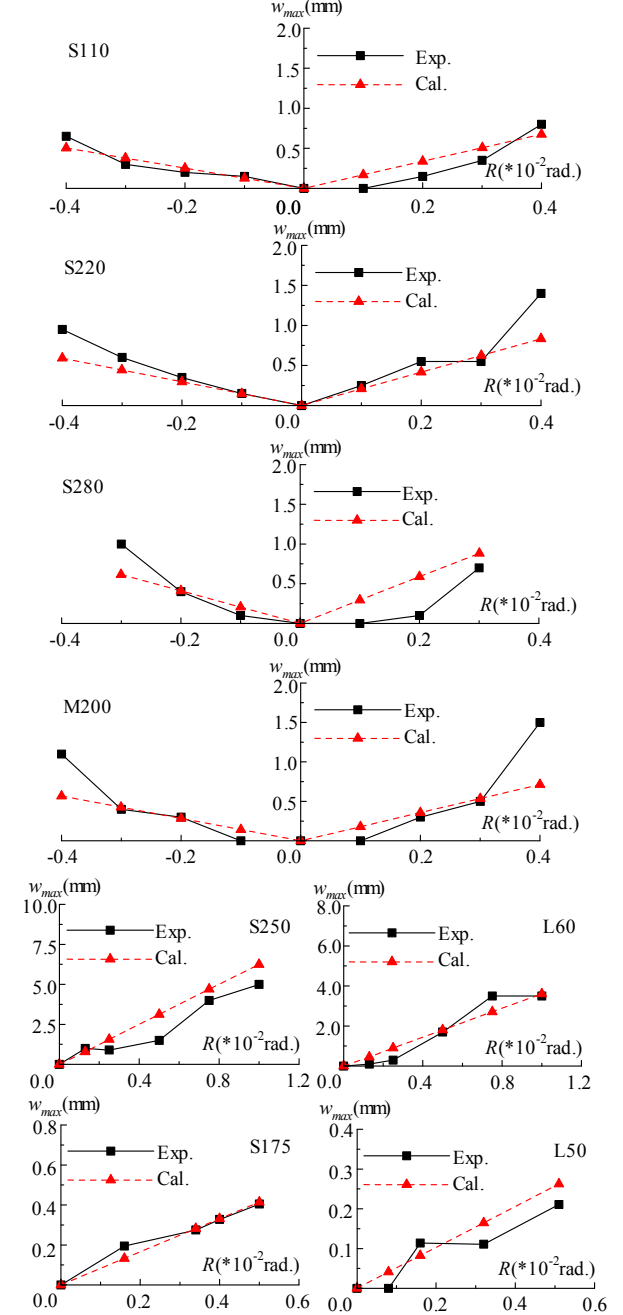 w_max(mm)
S110
2.0
Exp.
1.5
Cal.
1.0
0.5
R(*10^-2rad.)
-0.4 -0.2 0.0 0.2 0.4
w_max(mm)
S220
2.0
Exp.
1.5
Cal.
1.0
0.5
R(*10^-2rad.)
-0.4 -0.2 0.0 0.2 0.4
w_max(mm)
2.0
S280
Exp.
1.5
Cal.
1.0
0.5
R(*10^-2rad.)
-0.4 -0.2 0.0 0.2 0.4
w_max(mm)
2.0
M200
Exp.
1.5
Cal.
1.0
0.5
R(*10^-2rad.)
-0.4 -0.2 0.0 0.2 0.4
w_max(mm)
10.0
S250
Exp.
7.5
Cal.
5.0
2.5
R(*10^-2rad.)
0.0 0.4 0.8 1.2
w_max(mm)
8.0
L60
Exp.
6.0
Cal.
4.0
2.0
R(*10^-2rad.)
0.0 0.4 0.8 1.2
w_max(mm)
0.8
S175
Exp.
0.6
Cal.
0.4
0.2
R(*10^-2rad.)
0.0 0.2 0.4 0.6
w_max(mm)
0.4
L50
Exp.
0.3
Cal.
0.2
0.1
R(*10^-2rad.)
0.0 0.2 0.4 0.6